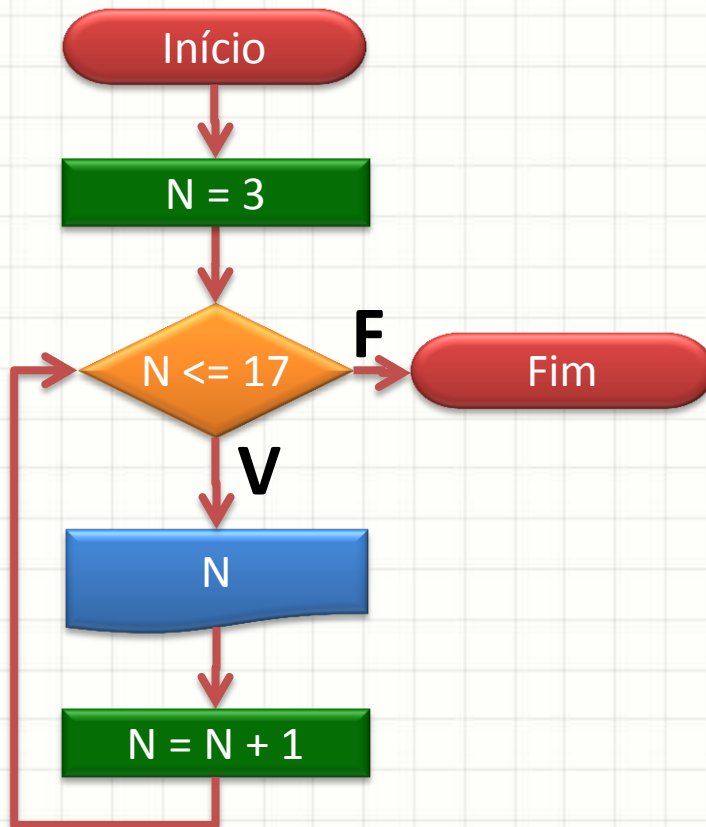 Início
N = 3
N <= 17
F
Fim
V
N
N = N + 1